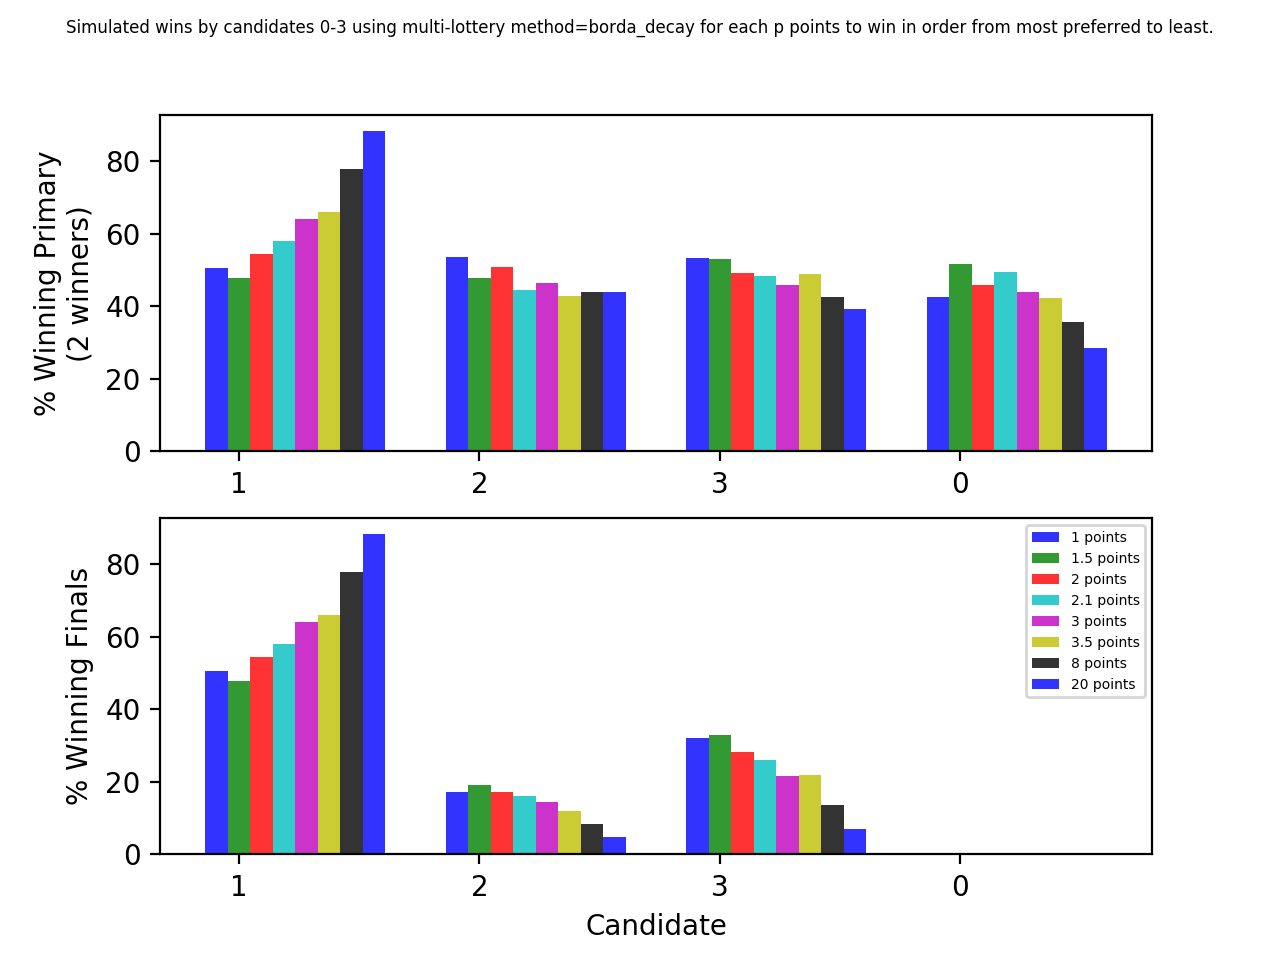 Simulated wins by candidates 0-3 using multi-lottery method=borda_decay for each p points to win in order from most preferred to least.
% Winning Primary
(2 winners)
80
60
40
20
0
1 2 3 0
% Winning Finals
80
60
40
20
0
1 points
1.5 points
2 points
2.1 points
3 points
3.5 points
8 points
20 points
1 2 3 0
Candidate